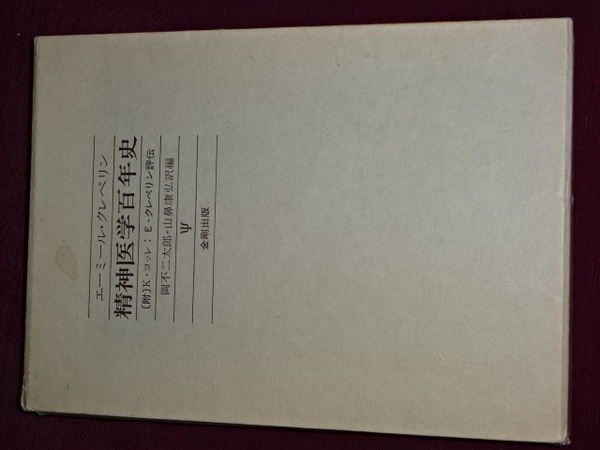 エーミール・クレペリン
精神医学百年史
〔附〕K・コッレ：E・クレペリン評伝
岡不二太郎・山鼻康弘訳編
Ψ
金剛出版